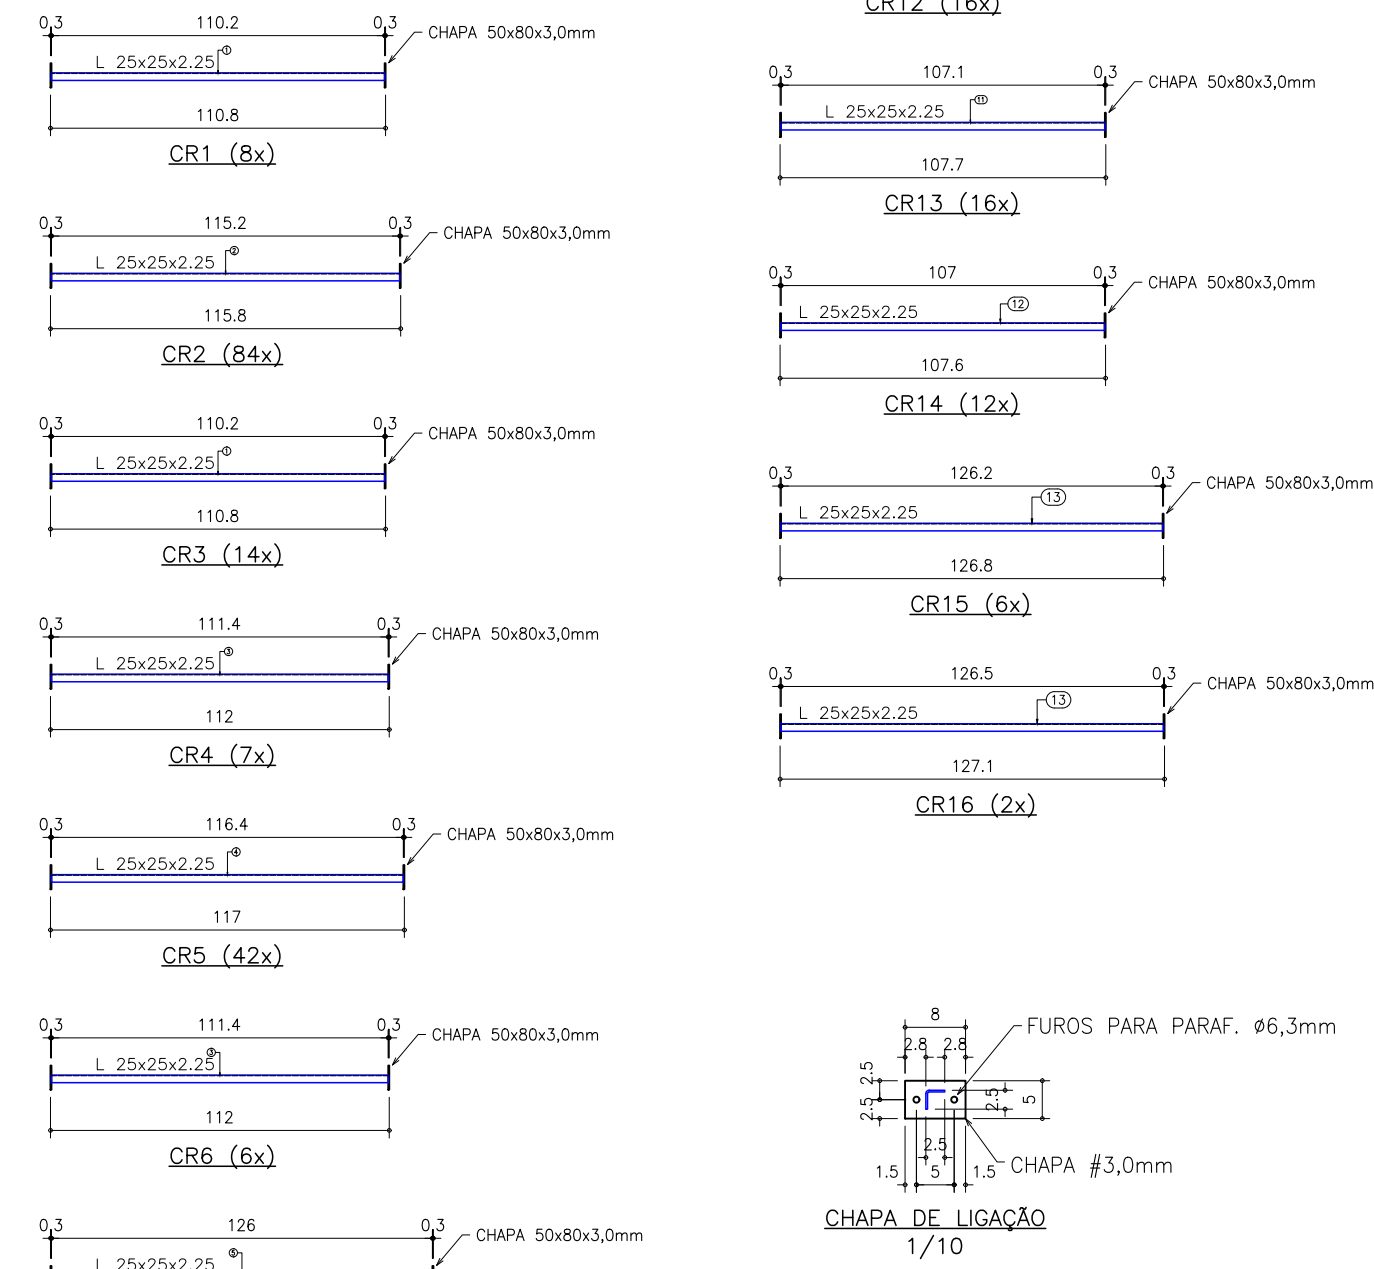 0.3 110.2 0.3
CHAPA 50x80x3,0mm
1
L 25x25x2.25
110.8
CR1 (8x)
0.3 115.2 0.3
CHAPA 50x80x3,0mm
2
L 25x25x2.25
115.8
CR2 (84x)
0.3 110.2 0.3
CHAPA 50x80x3,0mm
1
L 25x25x2.25
110.8
CR3 (14x)
0.3 111.4 0.3
CHAPA 50x80x3,0mm
3
L 25x25x2.25
112
CR4 (7x)
0.3 116.4 0.3
CHAPA 50x80x3,0mm
4
L 25x25x2.25
117
CR5 (42x)
0.3 111.4 0.3
CHAPA 50x80x3,0mm
3
L 25x25x2.25
112
CR6 (6x)
0.3 126 0.3
CHAPA 50x80x3,0mm
5
L 25x25x2.25
CR12 (16x)
0.3 107.1 0.3
CHAPA 50x80x3,0mm
11
L 25x25x2.25
107.7
CR13 (16x)
0.3 107 0.3
CHAPA 50x80x3,0mm
12
L 25x25x2.25
107.6
CR14 (12x)
0.3 126.2 0.3
CHAPA 50x80x3,0mm
13
L 25x25x2.25
126.8
CR15 (6x)
0.3 126.5 0.3
CHAPA 50x80x3,0mm
13
L 25x25x2.25
127.1
CR16 (2x)
8
FUROS PARA PARAF. ø6,3mm
2.8 2.8
2.5
2.5
2.5
5
2.5
1.5 5 1.5
CHAPA #3,0mm
CHAPA DE LIGAÇÃO
1/10